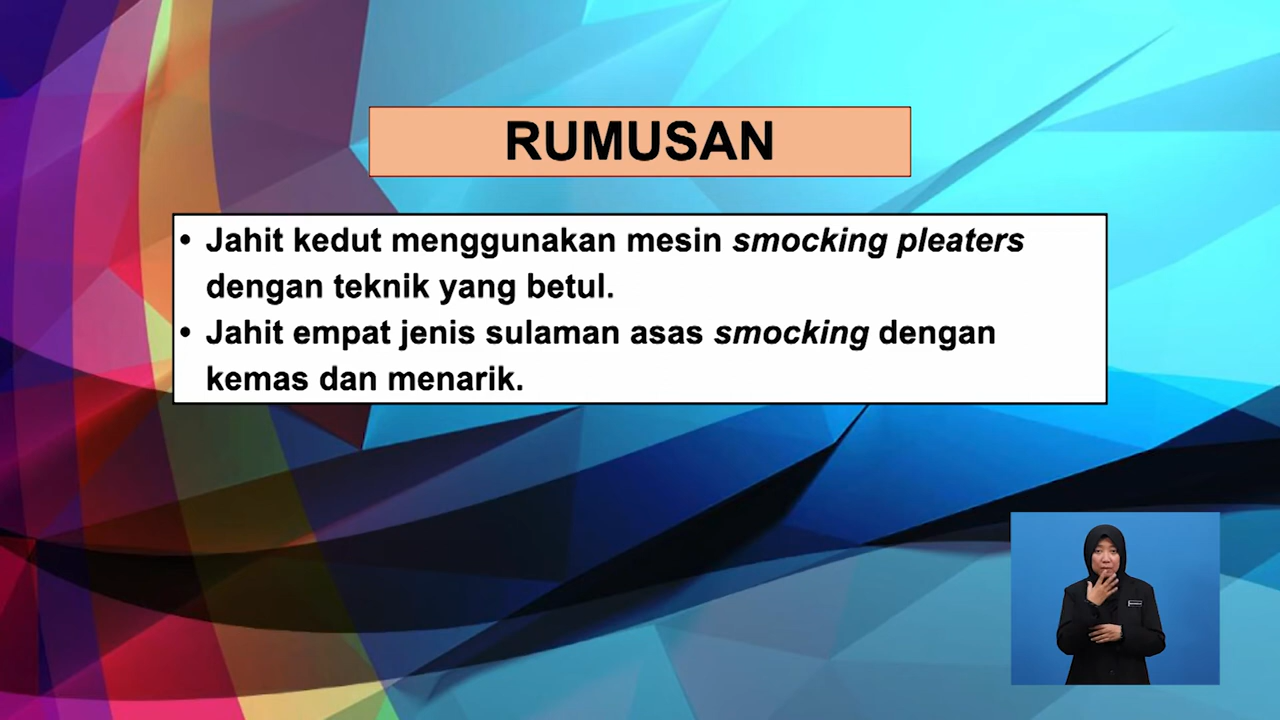 RUMUSAN
• Jahit kedut menggunakan mesin smocking pleaters
dengan teknik yang betul.
• Jahit empat jenis sulaman asas smocking dengan
kemas dan menarik.